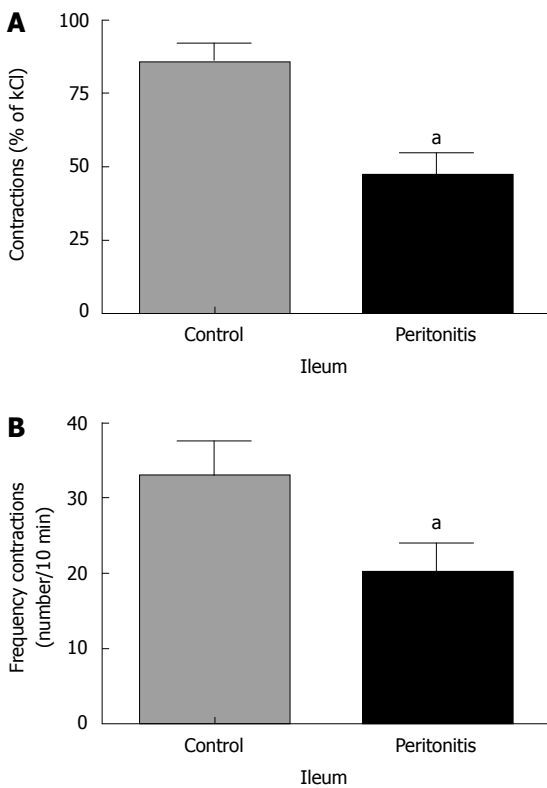 A
Contractions (% of kCl)
100
75
50
25
0
a
Control
Peritonitis
Ileum
B
Frequency contractions
(number/10 min)
40
30
20
10
0
a
Control
Peritonitis
Ileum